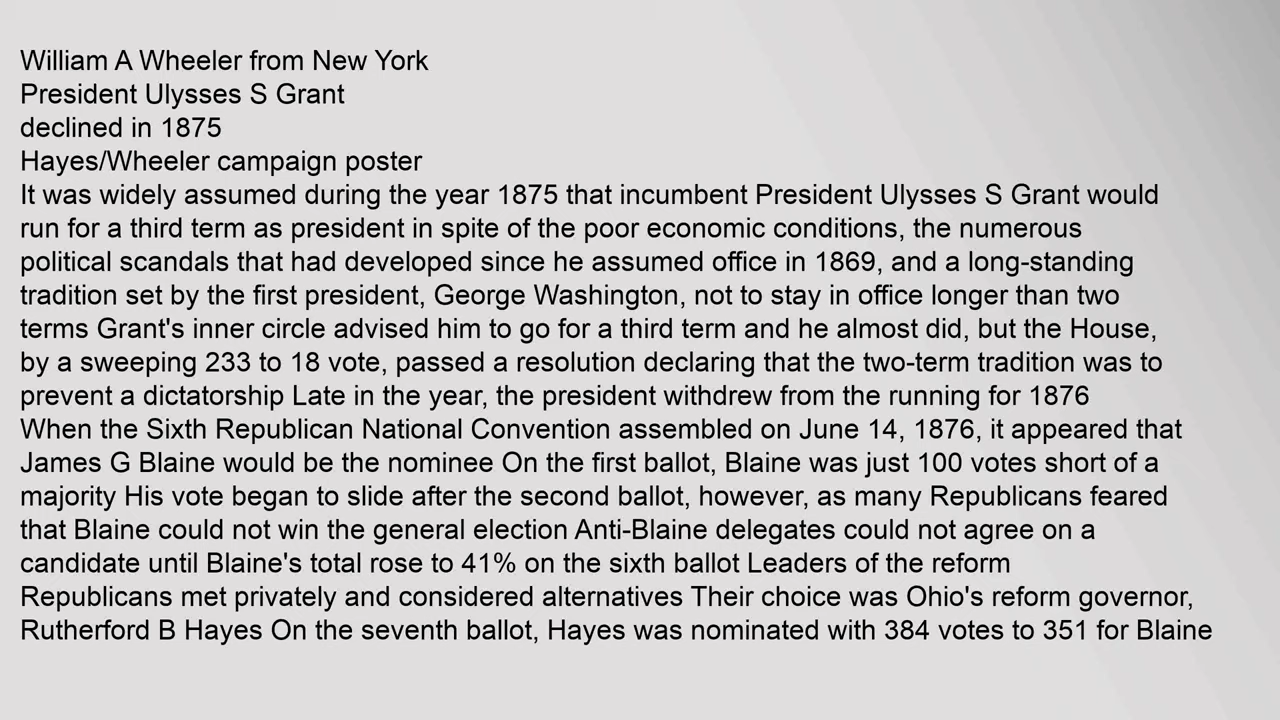 William A Wheeler from New York
President Ulysses S Grant
declined in 1875
Hayes/Wheeler campaign poster
It was widely assumed during the year 1875 that incumbent President Ulysses S Grant would
run for a third term as president in spite of the poor economic conditions, the numerous
political scandals that had developed since he assumed office in 1869, and a long-standing
tradition set by the first president, George Washington, not to stay in office longer than two
terms Grant's inner circle advised him to go for a third term and he almost did, but the House,
by a sweeping 233 to 18 vote, passed a resolution declaring that the two-term tradition was to
prevent a dictatorship Late in the year, the president withdrew from the running for 1876
When the Sixth Republican National Convention assembled on June 14, 1876, it appeared that
James G Blaine would be the nominee On the first ballot, Blaine was just 100 votes short of a
majority His vote began to slide after the second ballot, however, as many Republicans feared
that Blaine could not win the general election Anti-Blaine delegates could not agree on a
candidate until Blaine's total rose to 41% on the sixth ballot Leaders of the reform
Republicans met privately and considered alternatives Their choice was Ohio's reform governor,
Rutherford B Hayes On the seventh ballot, Hayes was nominated with 384 votes to 351 for Blaine